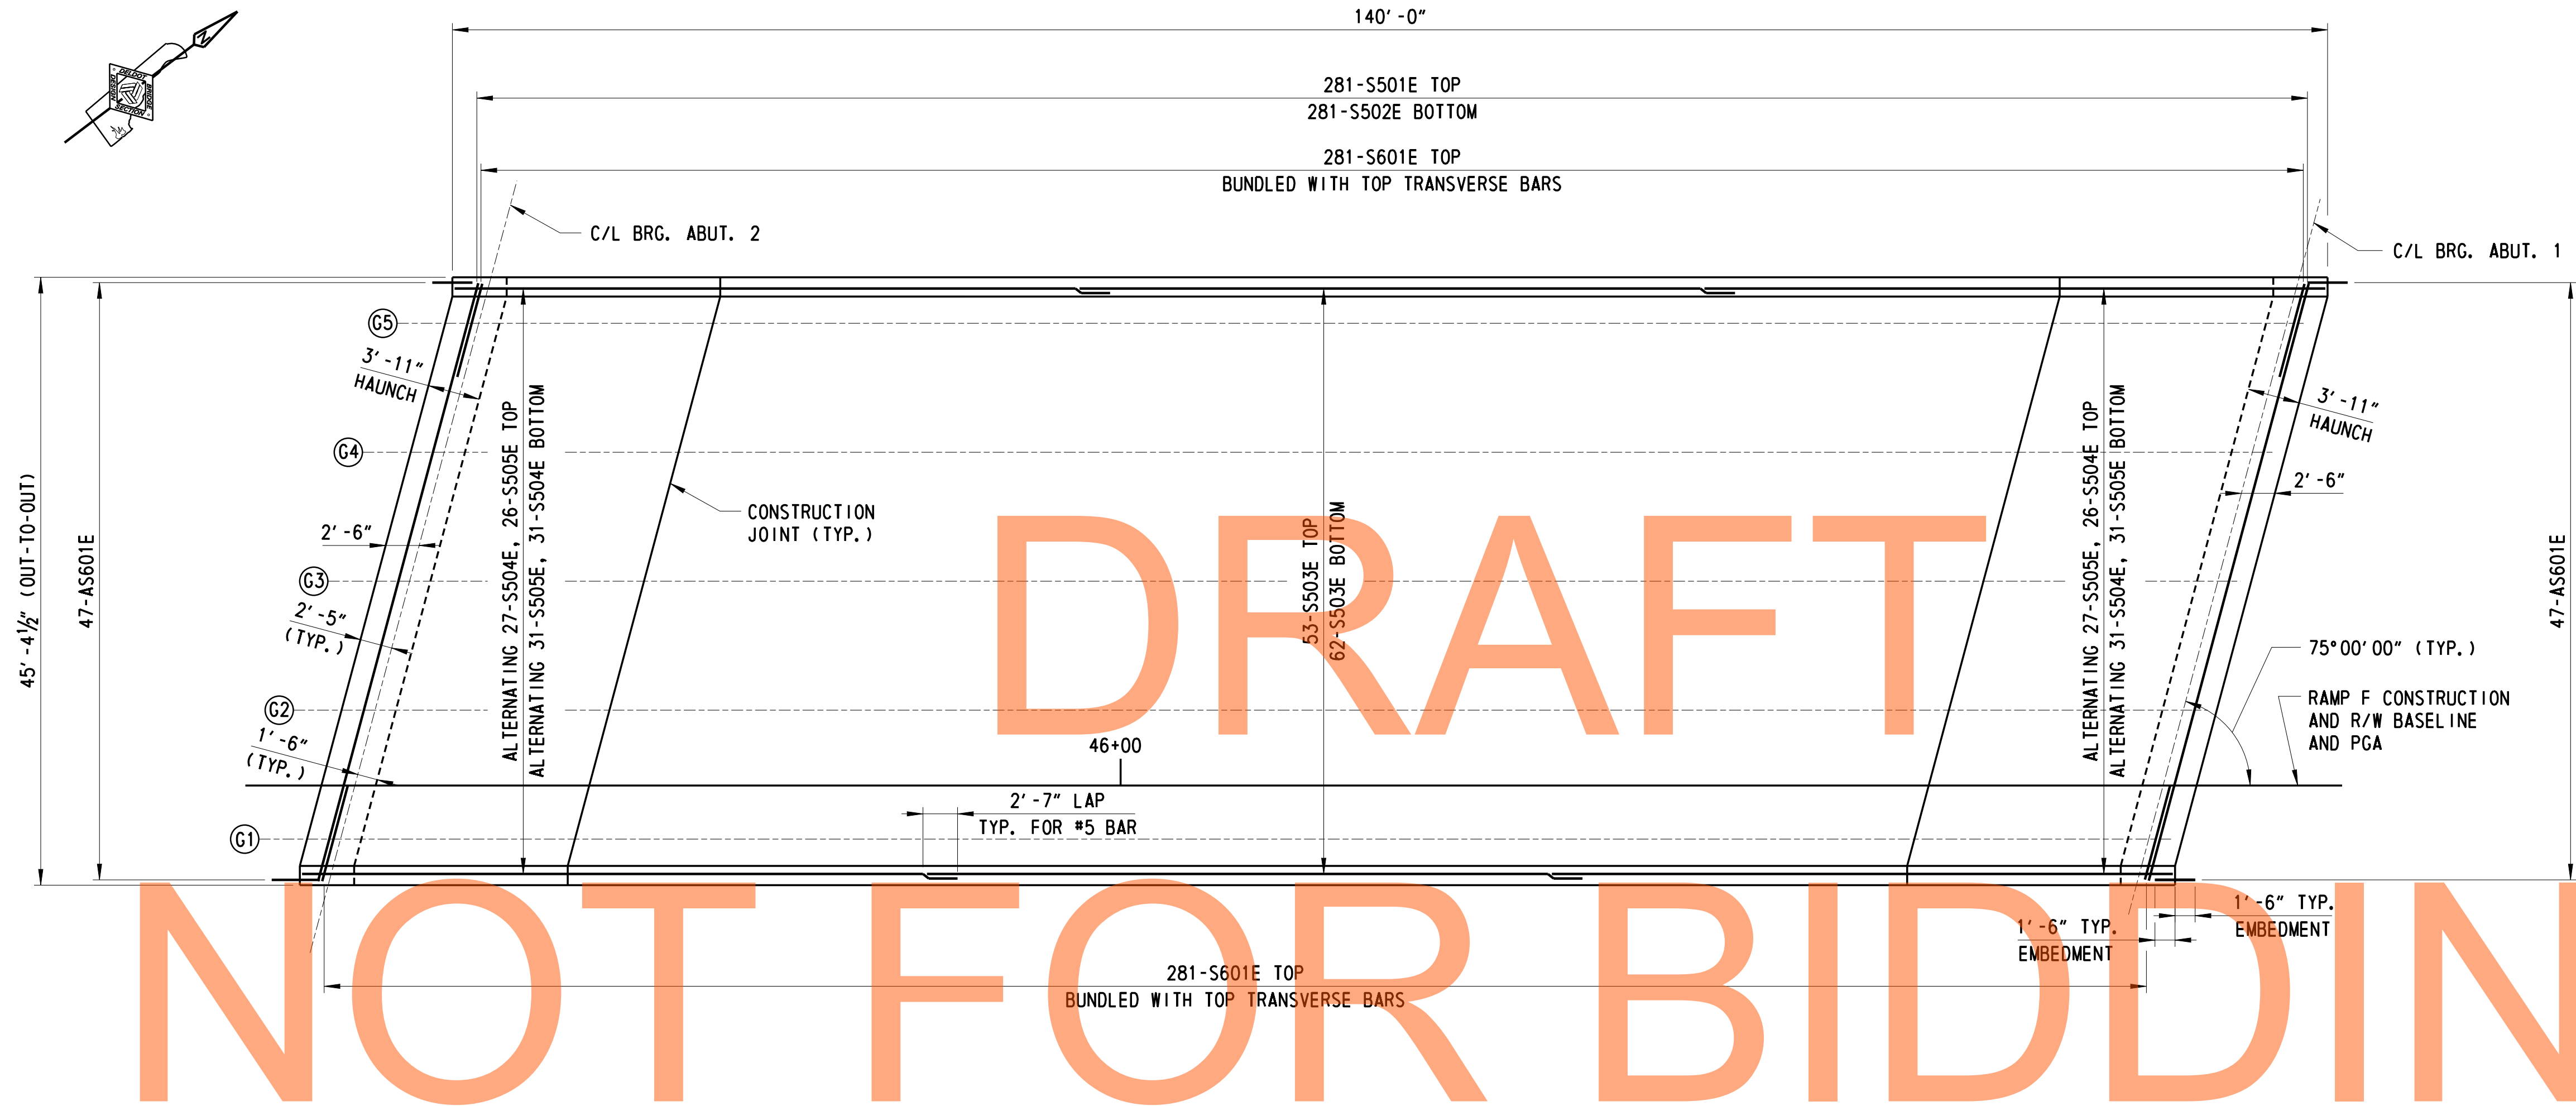 140'-0"
N
DELDOT
BRIDGE
DESIGN
SECTION
281-S501E TOP
281-S502E BOTTOM
281-S601E TOP
BUNDLED WITH TOP TRANSVERSE BARS
C/L BRG. ABUT. 2
C/L BRG. ABUT. 1
G5
3'-11"
HAUNCH
G4
2'-6"
G3
2'-5"
(TYP.)
G2
1'-6"
(TYP.)
G1
45'-4½" (OUT-TO-OUT)
47-AS601E
ALTERNATING 27-S504E, 26-S505E TOP
ALTERNATING 31-S505E, 31-S504E BOTTOM
CONSTRUCTION
JOINT (TYP.)
53-S503E TOP
62-S503E BOTTOM
ALTERNATING 27-S505E, 26-S504E TOP
ALTERNATING 31-S504E, 31-S505E BOTTOM
3'-11"
HAUNCH
2'-6"
47-AS601E
75°00'00" (TYP.)
RAMP F CONSTRUCTION
AND R/W BASELINE
AND PGA
46+00
2'-7" LAP
TYP. FOR #5 BAR
1'-6" TYP.
EMBEDMENT
1'-6" TYP.
EMBEDMENT
281-S601E TOP
BUNDLED WITH TOP TRANSVERSE BARS
DRAFT
NOT FOR BIDDIN